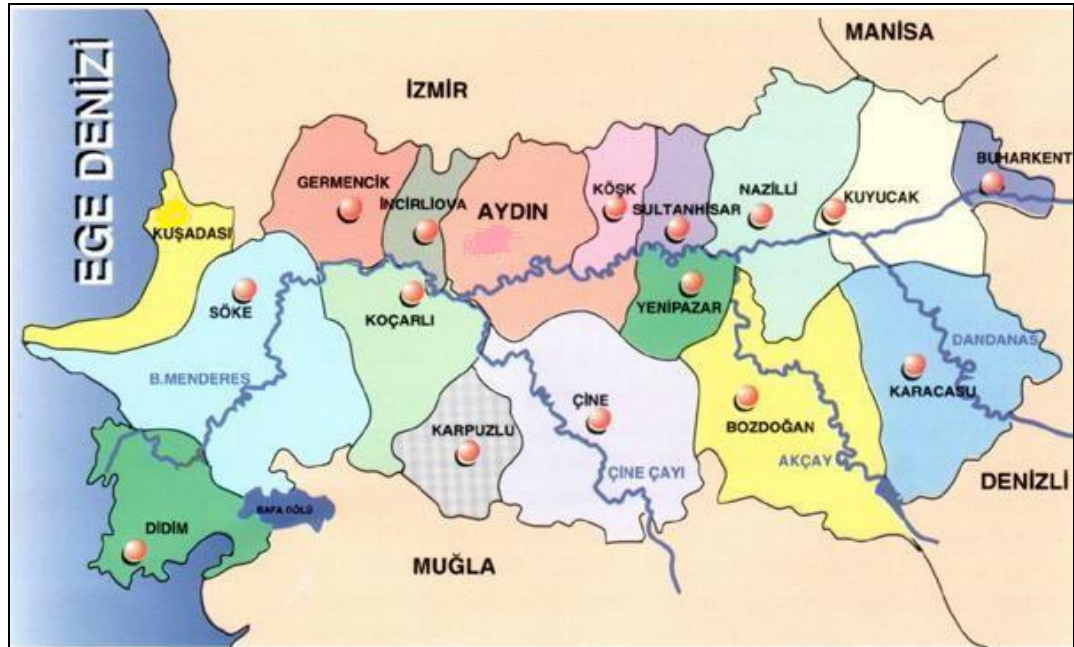 EGE DENİZİ
MANİSA
İZMİR
BUHARKENT
GERMENCİK
İNCİRLİOVA
AYDIN
KÖŞK
SULTANHİSAR
NAZİLLİ
KUYUCAK
KUŞADASI
SÖKE
KOÇARLI
YENİPAZAR
DANDANAS
B.MENDERES
KARACASU
ÇİNE
BOZDOĞAN
KARPUZLU
AKÇAY
ÇİNE ÇAYI
DENİZLİ
BAFA GÖLÜ
DİDİM
MUĞLA